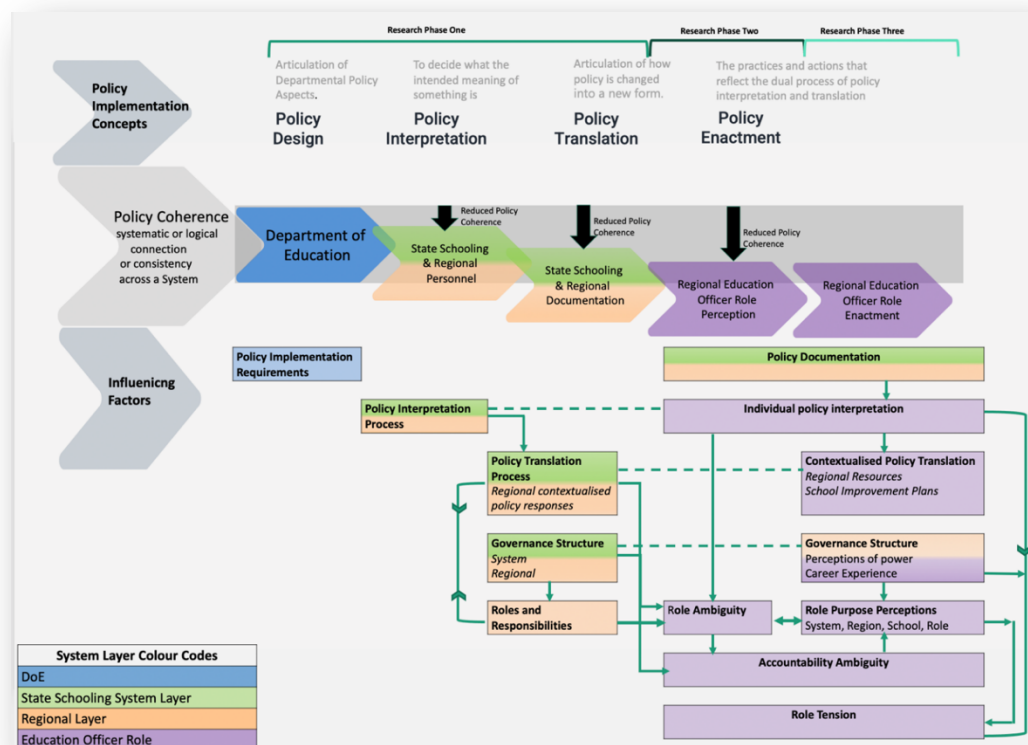 Research Phase One
Research Phase Two
Research Phase Three
Policy
Implementation
Concepts
Articulation of
Departmental Policy
Aspects.
Policy
Design
To decide what the
intended meaning of
something is
Policy
Interpretation
Articulation of how
policy is changed
into a new form.
Policy
Translation
The practices and actions that
reflect the dual process of policy
interpretation and translation
Policy
Enactment
Policy Coherence
systematic or logical
connection
or consistency
across a System
Department of
Education
Reduced Policy
Coherence
State Schooling
& Regional
Personnel
Reduced Policy
Coherence
State Schooling
& Regional
Documentation
Reduced Policy
Coherence
Regional Education
Officer Role
Perception
Regional Education
Officer Role
Enactment
Influeincng
Factors
Policy Implementation
Requirements
Policy Documentation
Policy Interpretation
Process
Individual policy interpretation
Policy Translation
Process
Regional contextualised
policy responses
Contextualised Policy Translation
Regional Resources
School Improvement Plans
Governance Structure
System
Regional
Governance Structure
Perceptions of power
Career Experience
Roles and
Responsibilities
Role Ambiguity
Role Purpose Perceptions
System, Region, School, Role
Accountability Ambiguity
Role Tension
System Layer Colour Codes
DoE
State Schooling System Layer
Regional Layer
Education Officer Role